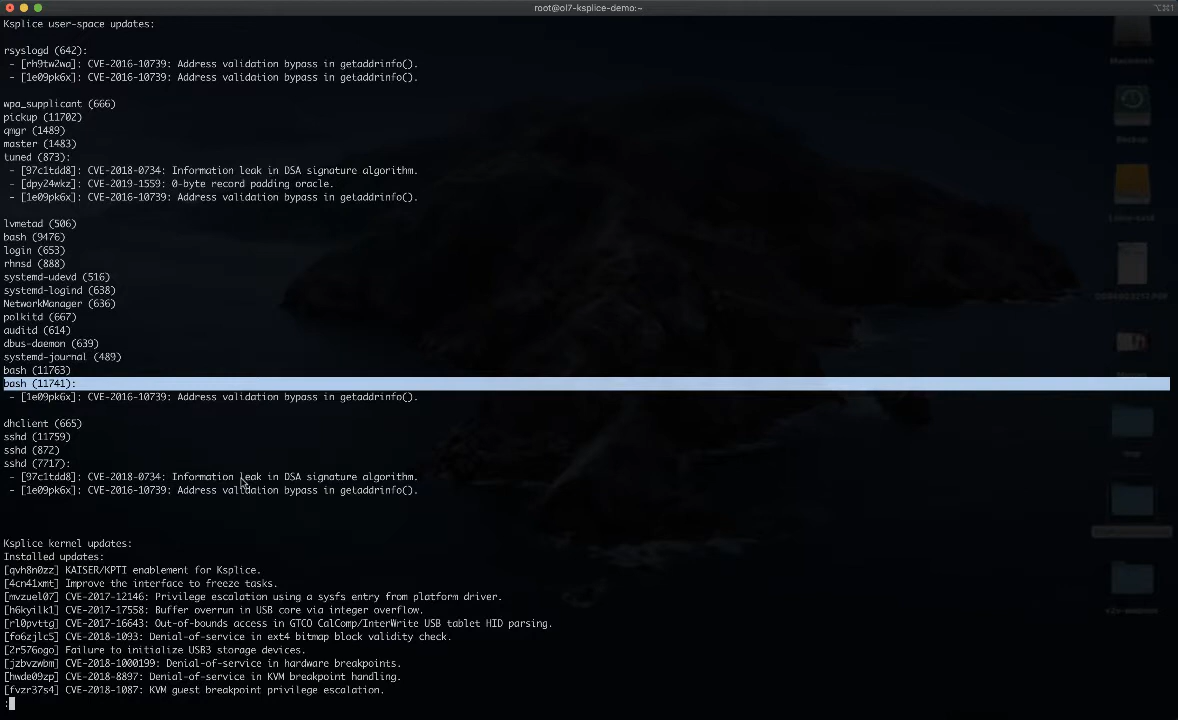 root@ol7-ksplice-demo:~
⌥⌘1
Ksplice user-space updates:
rsyslogd (642):
- [rh9tw2wa]: CVE-2016-10739: Address validation bypass in getaddrinfo().
- [1e09pk6x]: CVE-2016-10739: Address validation bypass in getaddrinfo().
wpa_supplicant (666)
pickup (11702)
qmgr (1489)
master (1483)
tuned (873):
- [97c1tdd8]: CVE-2018-0734: Information leak in DSA signature algorithm.
- [dpy24wkz]: CVE-2019-1559: 0-byte record padding oracle.
- [1e09pk6x]: CVE-2016-10739: Address validation bypass in getaddrinfo().
lvmetad (506)
bash (9476)
login (653)
rhnsd (888)
systemd-udevd (516)
systemd-logind (638)
NetworkManager (636)
polkitd (667)
auditd (614)
dbus-daemon (639)
systemd-journal (489)
bash (11763)
bash (11741):
- [1e09pk6x]: CVE-2016-10739: Address validation bypass in getaddrinfo().
dhclient (665)
sshd (11759)
sshd (872)
sshd (7717):
- [97c1tdd8]: CVE-2018-0734: Information leak in DSA signature algorithm.
- [1e09pk6x]: CVE-2016-10739: Address validation bypass in getaddrinfo().
Ksplice kernel updates:
Installed updates:
[qvh8n0zz] KAISER/KPTI enablement for Ksplice.
[4cn41xmt] Improve the interface to freeze tasks.
[mvzuel07] CVE-2017-12146: Privilege escalation using a sysfs entry from platform driver.
[h6kyilk1] CVE-2017-17558: Buffer overrun in USB core via integer overflow.
[rl0pvttg] CVE-2017-16643: Out-of-bounds access in GTCO CalComp/InterWrite USB tablet HID parsing.
[fo6zjlc5] CVE-2018-1093: Denial-of-service in ext4 bitmap block validity check.
[2r576ogo] Failure to initialize USB3 storage devices.
[jzbvzwbm] CVE-2018-1000199: Denial-of-service in hardware breakpoints.
[hwde09zp] CVE-2018-8897: Denial-of-service in KVM breakpoint handling.
[fvzr37s4] CVE-2018-1087: KVM guest breakpoint privilege escalation.
:
Macintosh
Backup